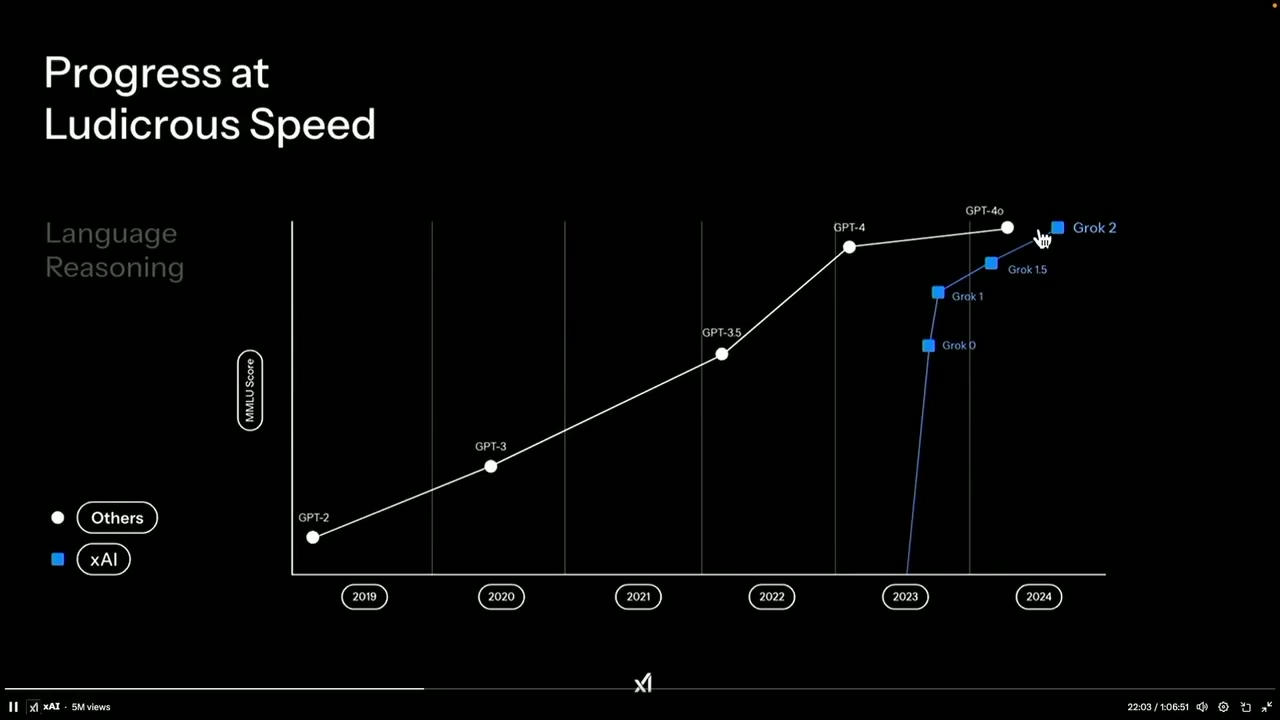 Progress at
Ludicrous Speed
Language
Reasoning
GPT-4o
GPT-4
Grok 2
Grok 1.5
Grok 1
GPT-3.5
Grok 0
MMLU Score
GPT-3
GPT-2
Others
xAI
2019
2020
2021
2022
2023
2024
xAI
xAI · 5M views
22:03 / 1:06:51